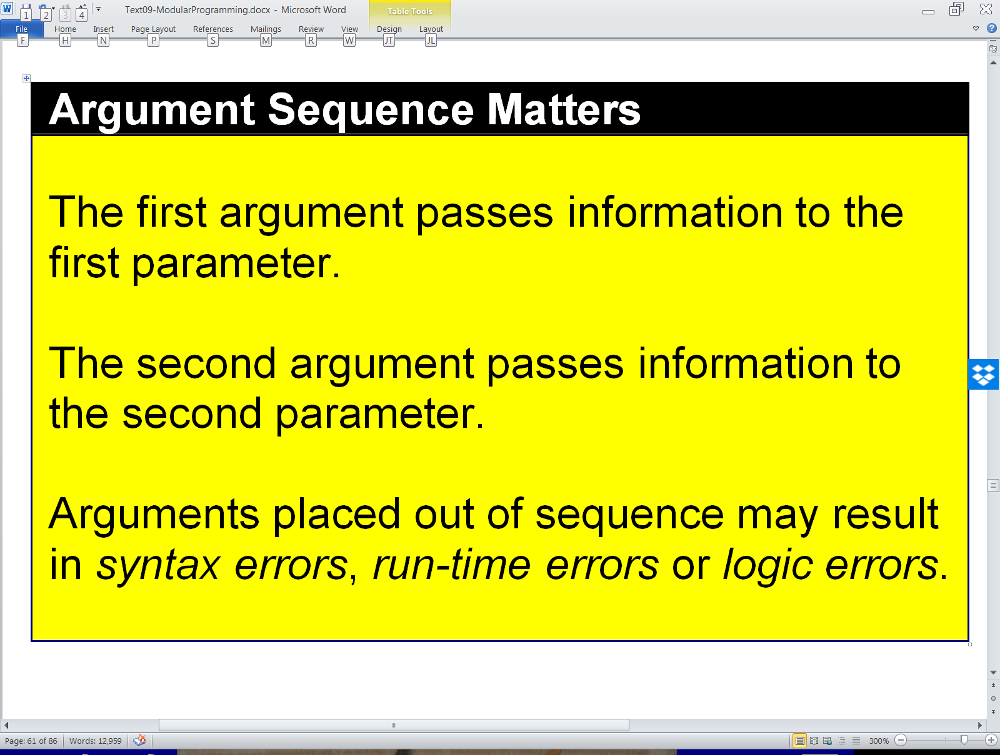 W 1 2 3 4 Text09-ModularProgramming.docx - Microsoft Word Table Tools
File Home Insert Page Layout References Mailings Review View Design Layout
F H N P S M R W JT JL
Argument Sequence Matters
The first argument passes information to the
first parameter.
The second argument passes information to
the second parameter.
Arguments placed out of sequence may result
in syntax errors, run-time errors or logic errors.
Page: 61 of 86 Words: 12,959 300%